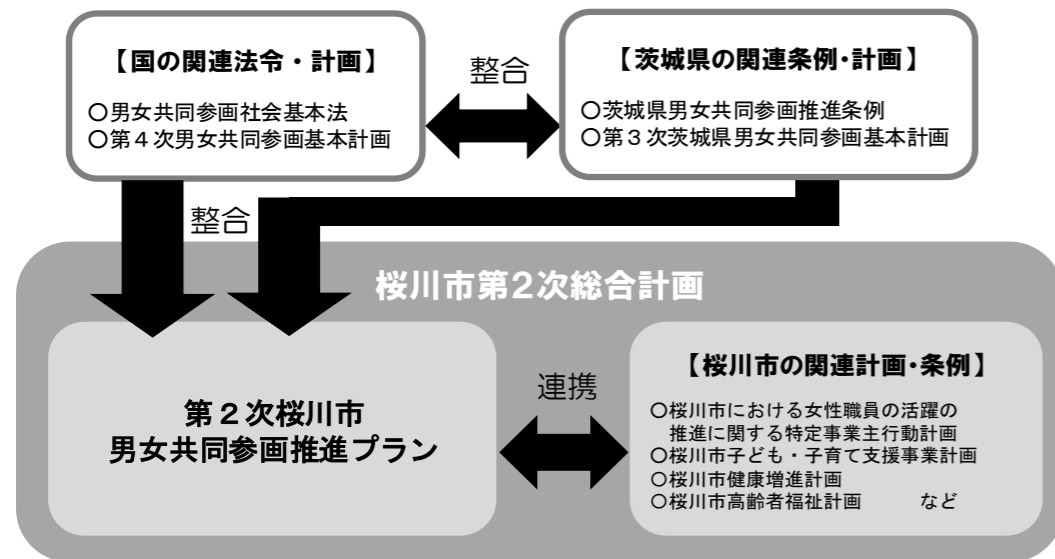 【国の関連法令・計画】
○男女共同参画社会基本法
○第４次男女共同参画基本計画
整合
【茨城県の関連条例・計画】
○茨城県男女共同参画推進条例
○第３次茨城県男女共同参画基本計画
整合
桜川市第２次総合計画
第２次桜川市
男女共同参画推進プラン
連携
【桜川市の関連計画・条例】
○桜川市における女性職員の活躍の
推進に関する特定事業主行動計画
○桜川市子ども・子育て支援事業計画
○桜川市健康増進計画
○桜川市高齢者福祉計画　　など